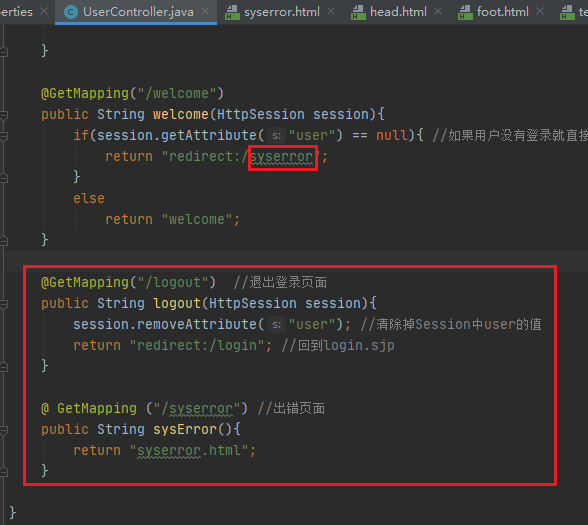 erties
UserController.java
syserror.html
head.html
foot.html
te
}
@GetMapping("/welcome")
public String welcome(HttpSession session){
if(session.getAttribute( s: "user") == null){ //如果用户没有登录就直接
return "redirect:/syserror";
}
else
return "welcome";
}
@GetMapping("/logout") //退出登录页面
public String logout(HttpSession session){
session.removeAttribute( s: "user"); //清除掉Session中user的值
return "redirect:/login"; //回到login.sjp
}
@ GetMapping ("/syserror") //出错页面
public String sysError(){
return "syserror.html";
}
}